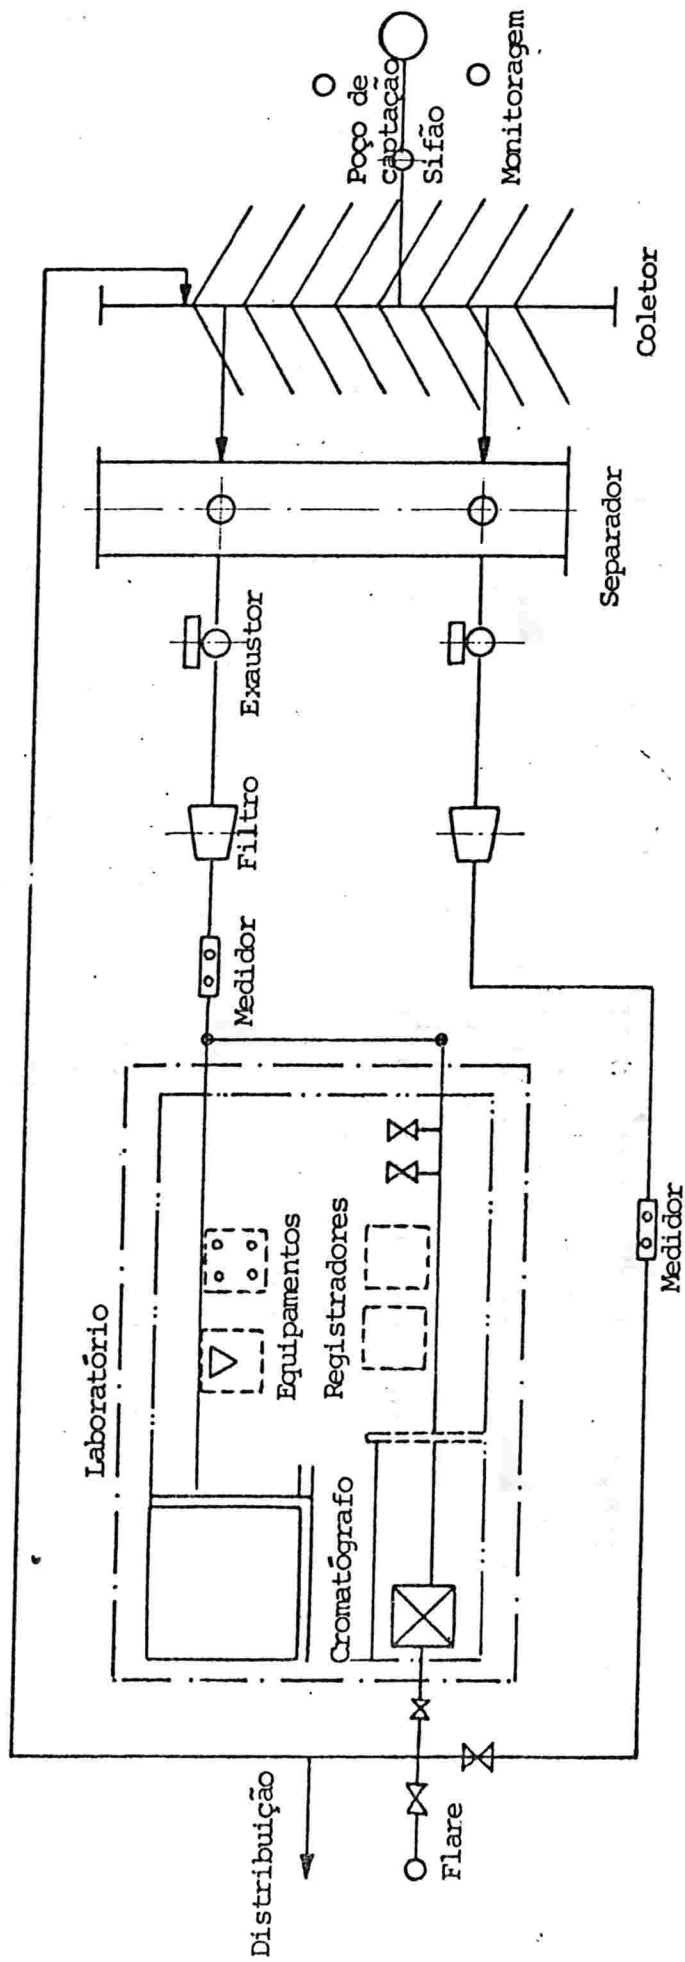 Poço de
captação
Sifão
Monitoragem
Coletor
Separador
Exaustor
Filtro
Medidor
Laboratório
Equipamentos
Registradores
Cromatógrafo
Medidor
Distribuição
Flare